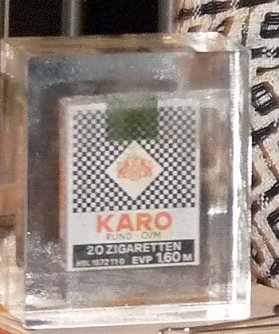 KARO
RUND · O/M
20 ZIGARETTEN
EVP 1,60 M